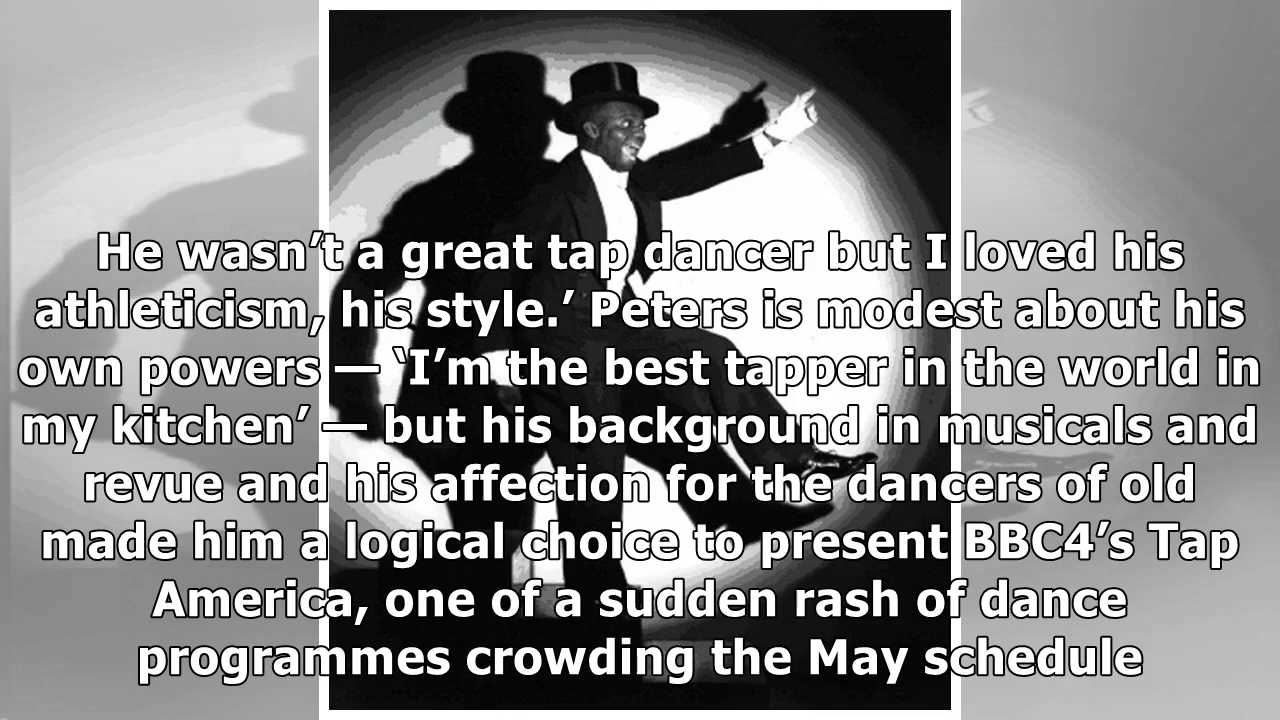 He wasn’t a great tap dancer but I loved his
athleticism, his style.’ Peters is modest about his
own powers — ‘I’m the best tapper in the world in
my kitchen’ — but his background in musicals and
revue and his affection for the dancers of old
made him a logical choice to present BBC4’s Tap
America, one of a sudden rash of dance
programmes crowding the May schedule